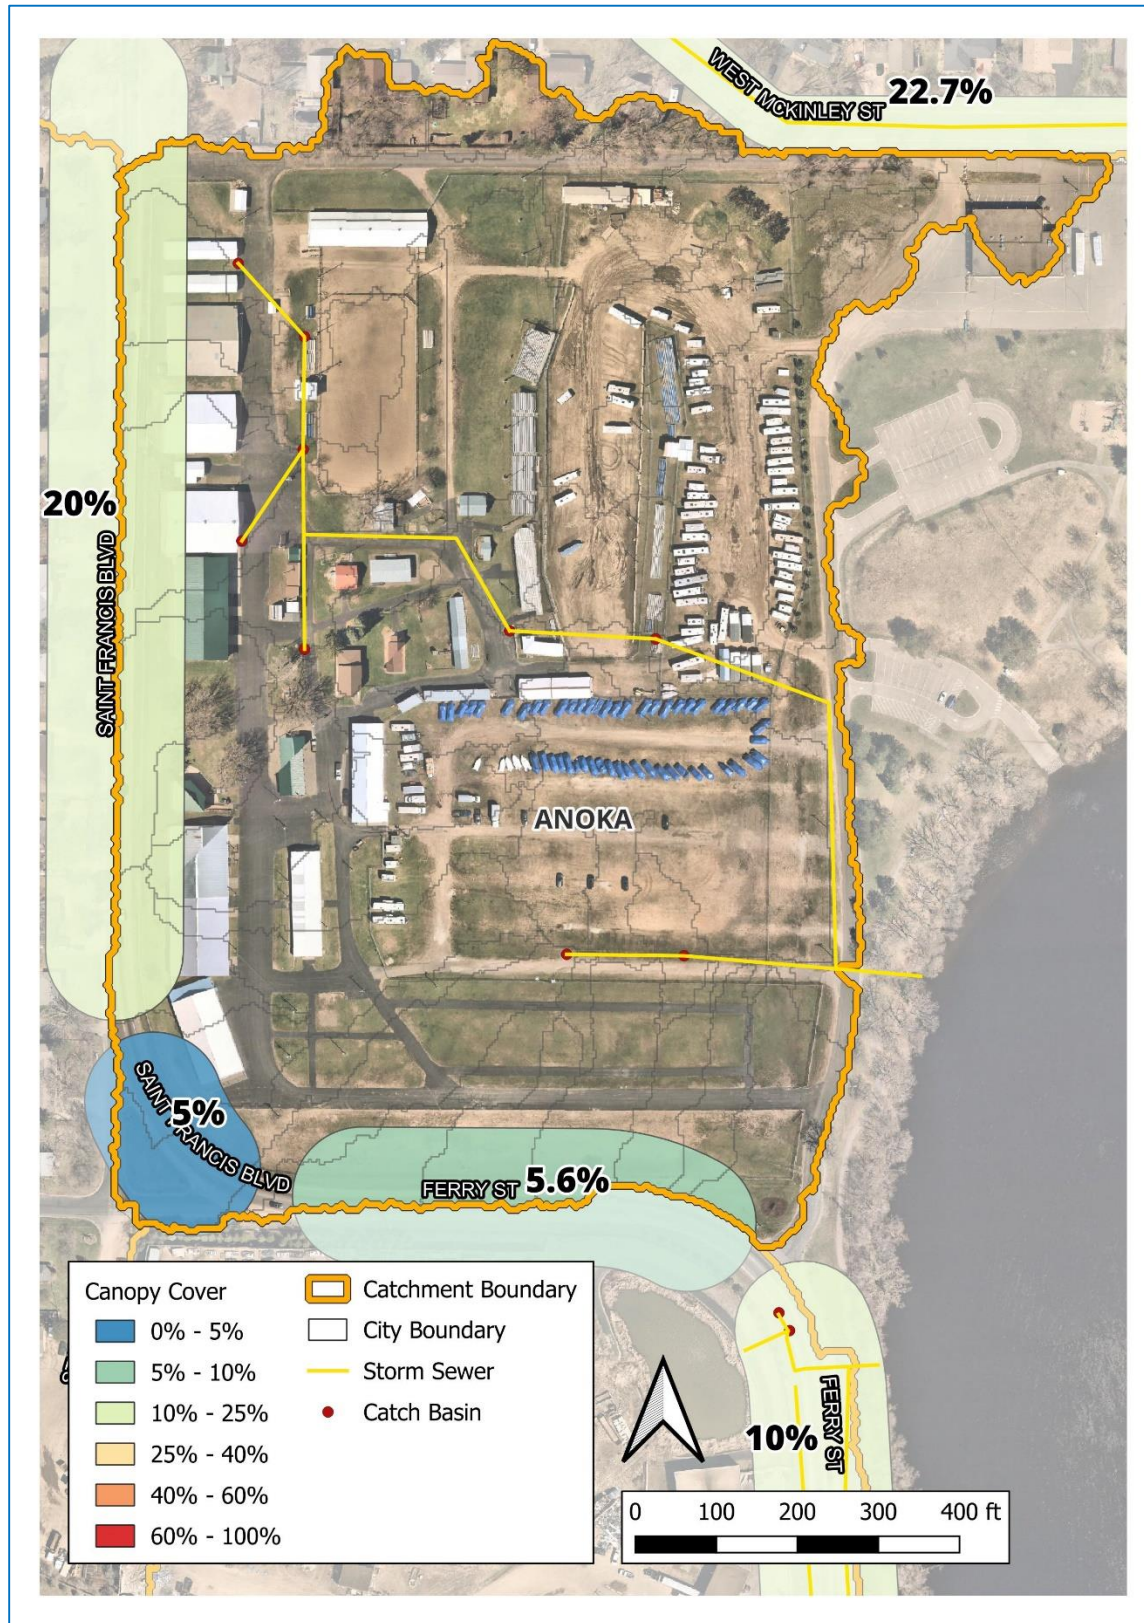 WEST MCKINLEY ST
22.7%
20%
SAINT FRANCIS BLVD
ANOKA
SAINT FRANCIS BLVD
5%
FERRY ST
5.6%
Canopy Cover
0% - 5%
5% - 10%
10% - 25%
25% - 40%
40% - 60%
60% - 100%
Catchment Boundary
City Boundary
Storm Sewer
Catch Basin
10%
FERRY ST
0 100 200 300 400 ft